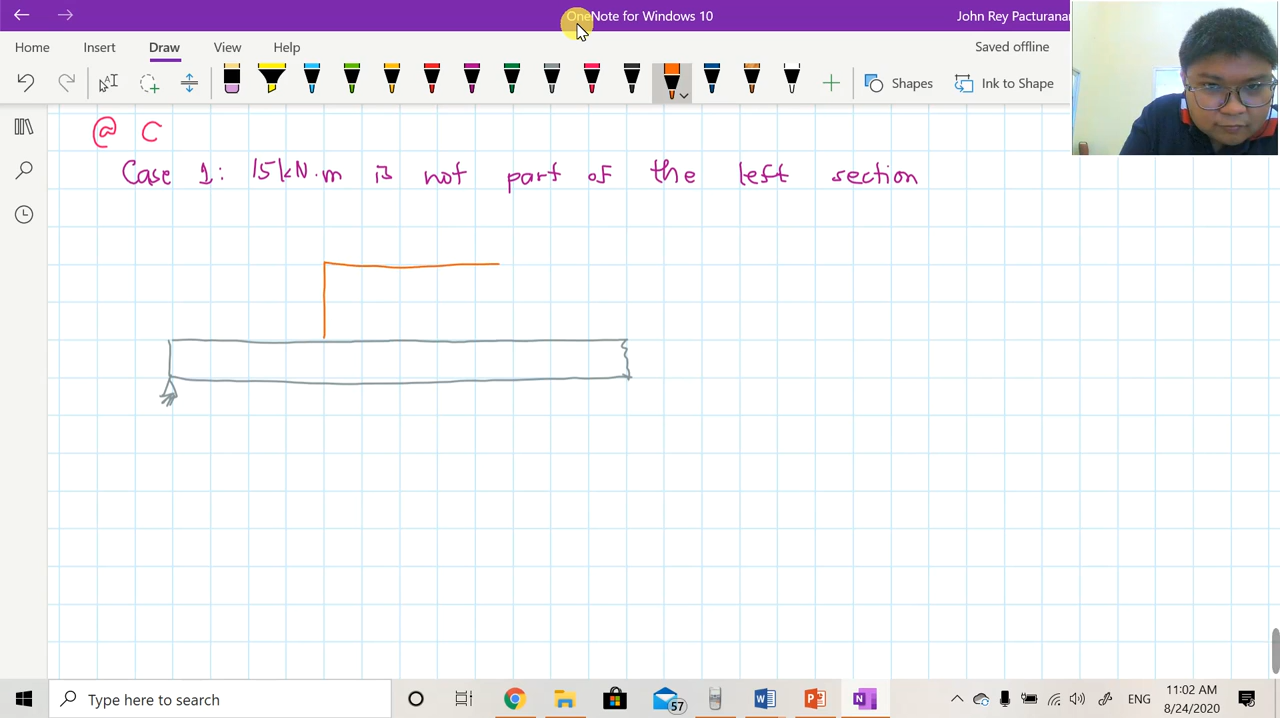 OneNote for Windows 10
John Rey Pacturanan
Home Insert Draw View Help
Saved offline
Shapes
Ink to Shape
@ C
Case 1: 15kN.m is not part of the left section
Type here to search
57
ENG
11:02 AM
8/24/2020